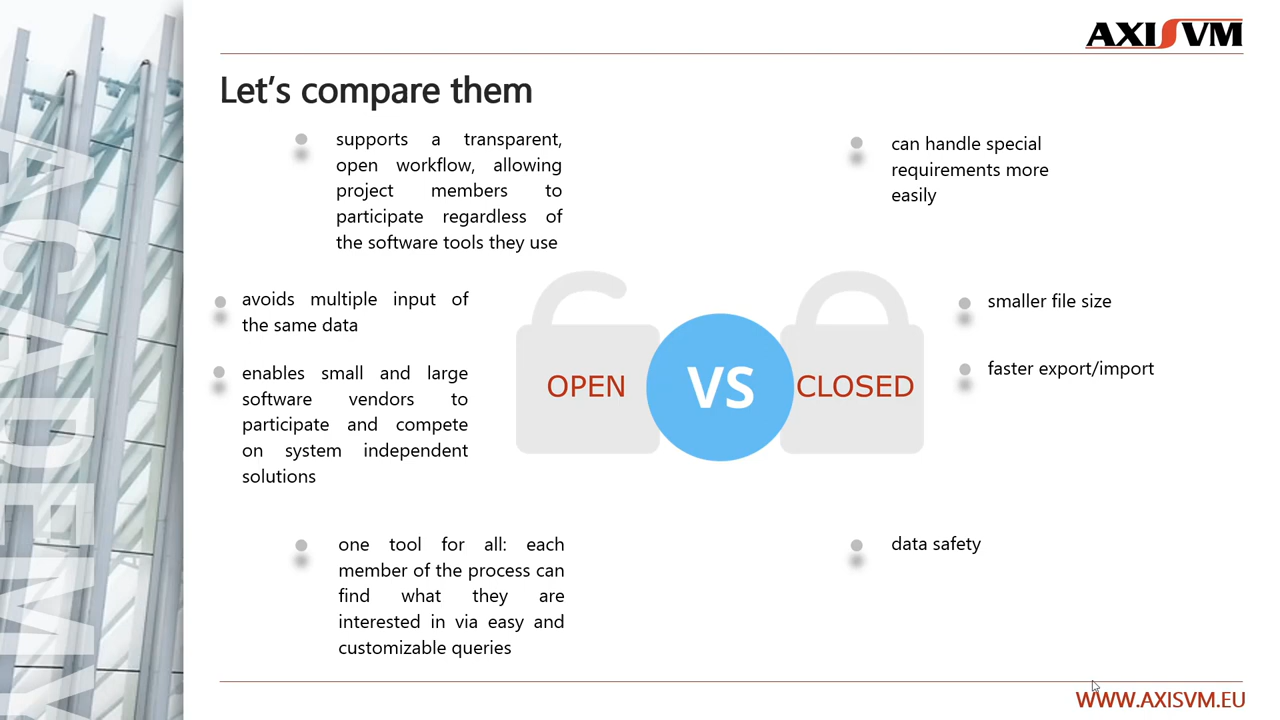 AXISVM
Let's compare them
supports a transparent,
open workflow, allowing
project members to
participate regardless of
the software tools they use
avoids multiple input of
the same data
enables small and large
software vendors to
participate and compete
on system independent
solutions
one tool for all: each
member of the process can
find what they are
interested in via easy and
customizable queries
OPEN
VS
CLOSED
can handle special
requirements more
easily
smaller file size
faster export/import
data safety
WWW.AXISVM.EU
ACADEMY